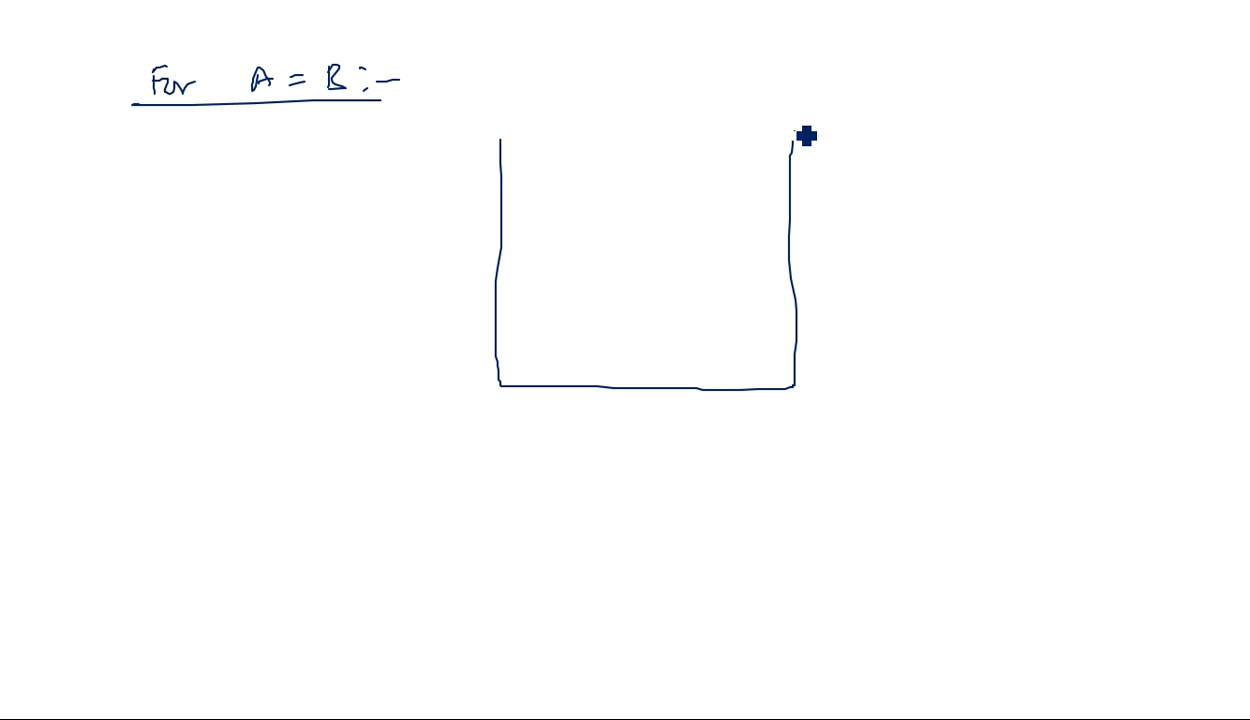 For A = B :-